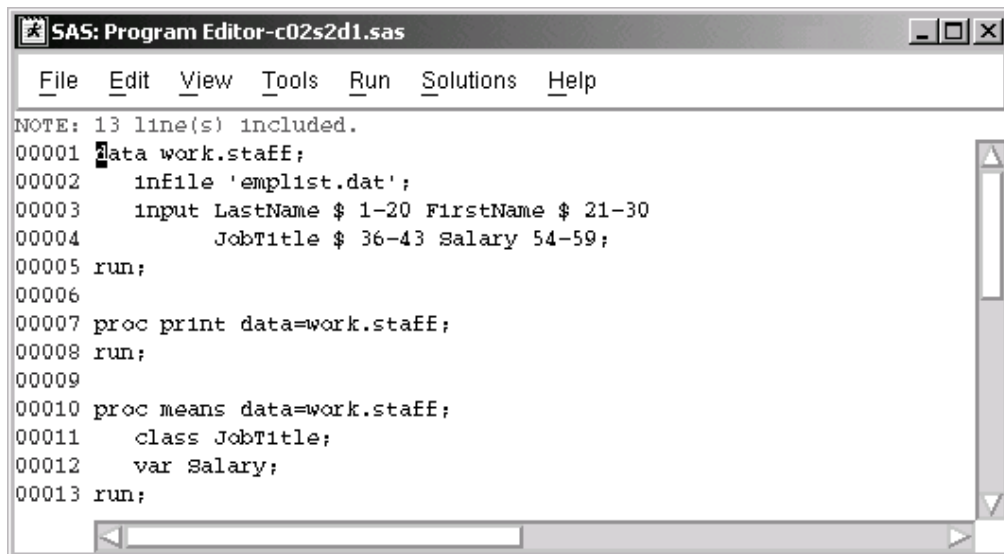 SAS: Program Editor-c02s2d1.sas
File Edit View Tools Run Solutions Help
NOTE: 13 line(s) included.
00001 data work.staff;
00002    infile 'emplist.dat';
00003    input LastName $ 1-20 FirstName $ 21-30
00004          JobTitle $ 36-43 Salary 54-59;
00005 run;
00006
00007 proc print data=work.staff;
00008 run;
00009
00010 proc means data=work.staff;
00011    class JobTitle;
00012    var Salary;
00013 run;